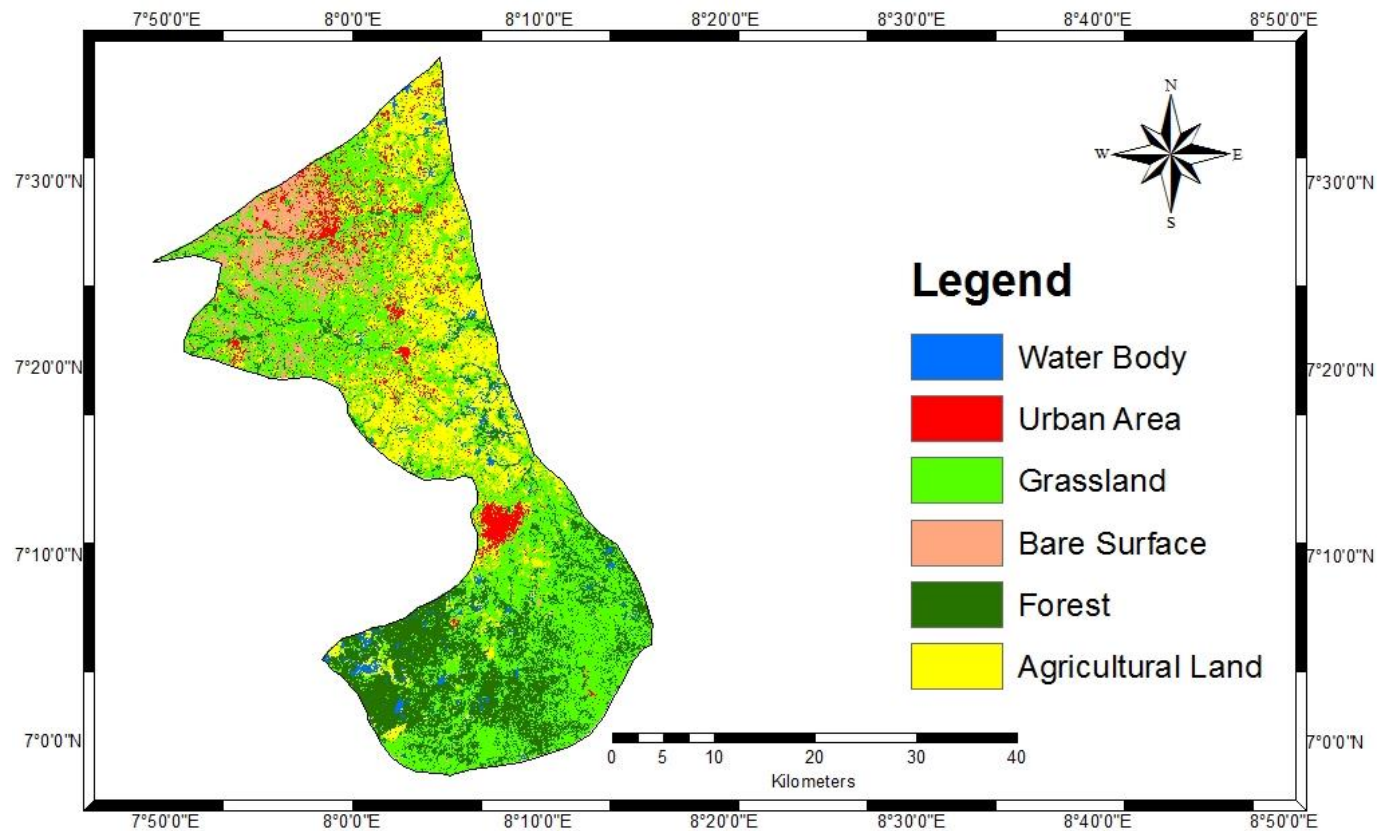 7°50'0"E 8°0'0"E 8°10'0"E 8°20'0"E 8°30'0"E 8°40'0"E 8°50'0"E
N
W E
S
7°30'0"N 7°30'0"N
Legend
Water Body
7°20'0"N 7°20'0"N
Urban Area
Grassland
Bare Surface
7°10'0"N 7°10'0"N
Forest
Agricultural Land
7°0'0"N 7°0'0"N
0 5 10 20 30 40
Kilometers
7°50'0"E 8°0'0"E 8°10'0"E 8°20'0"E 8°30'0"E 8°40'0"E 8°50'0"E